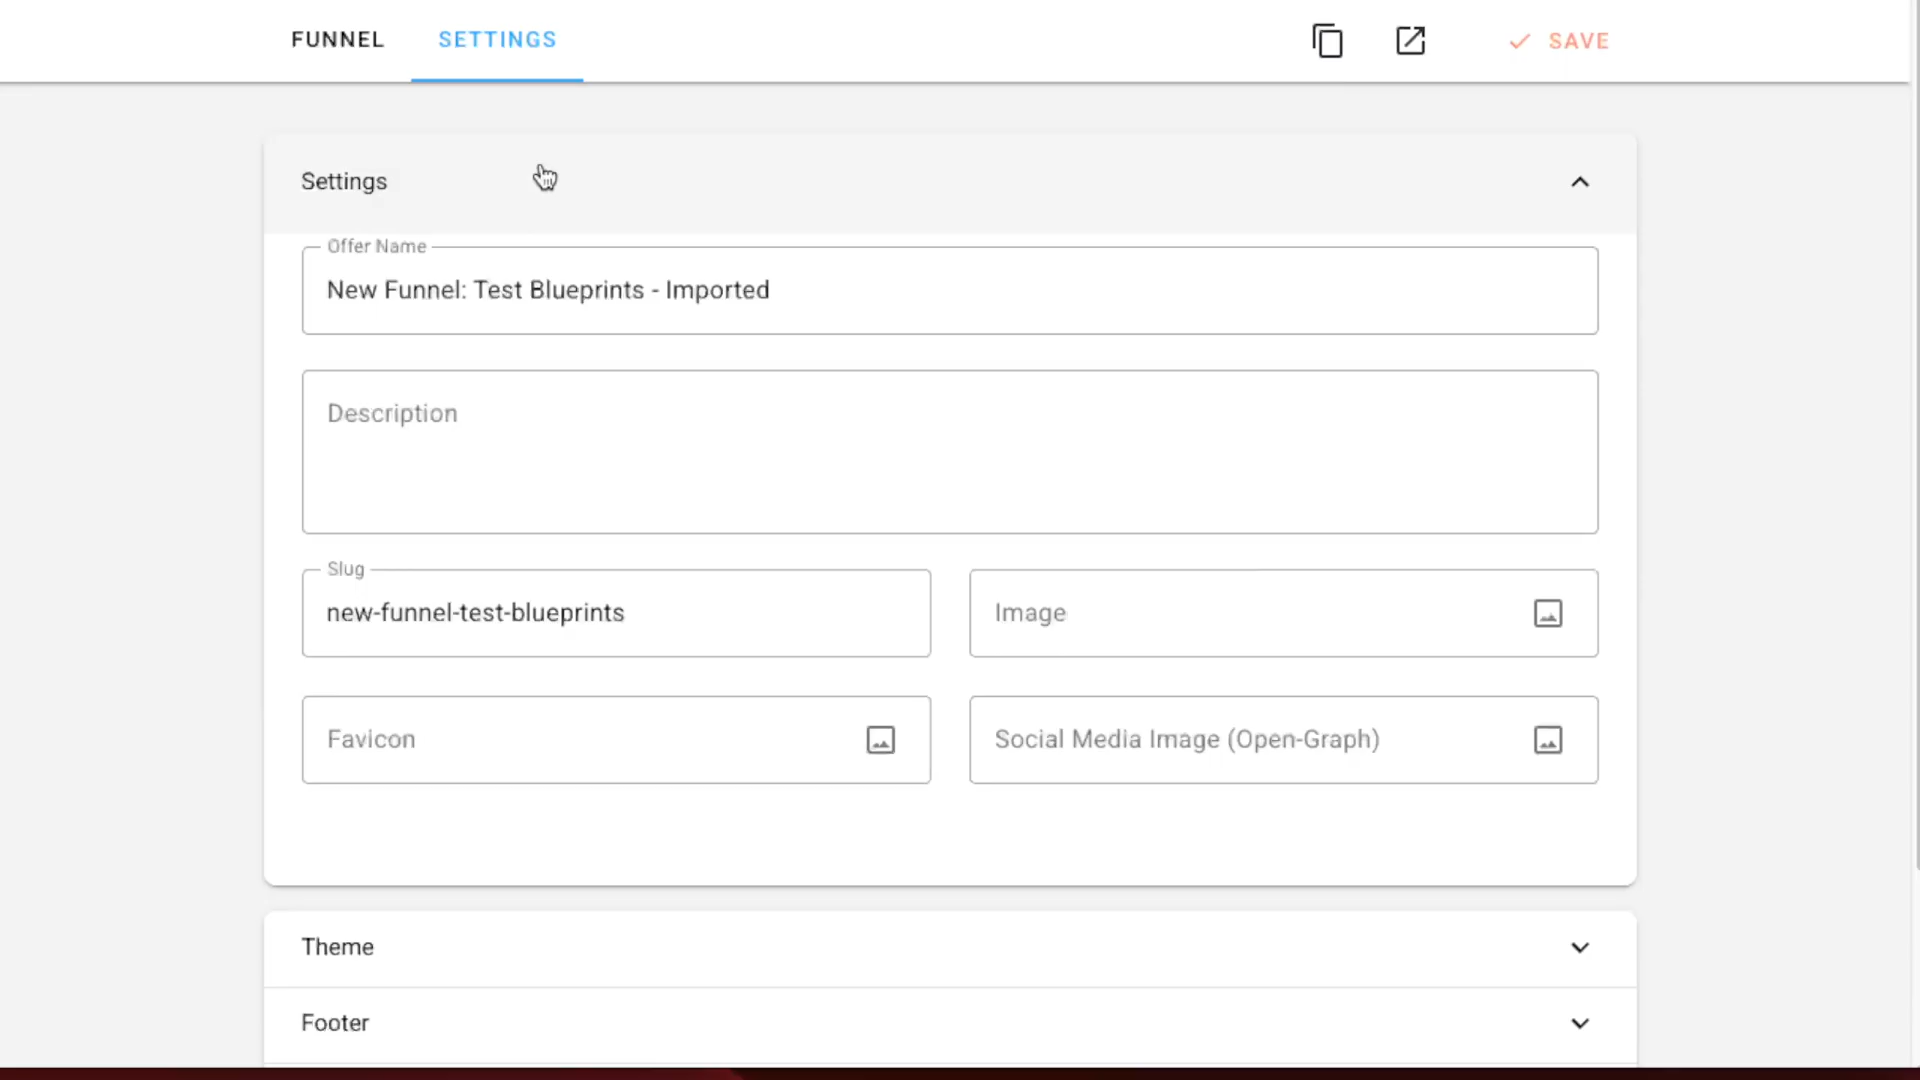 FUNNEL SETTINGS SAVE
Settings
Offer Name
New Funnel: Test Blueprints - Imported
Description
Slug
new-funnel-test-blueprints
Image
Favicon
Social Media Image (Open-Graph)
Theme
Footer